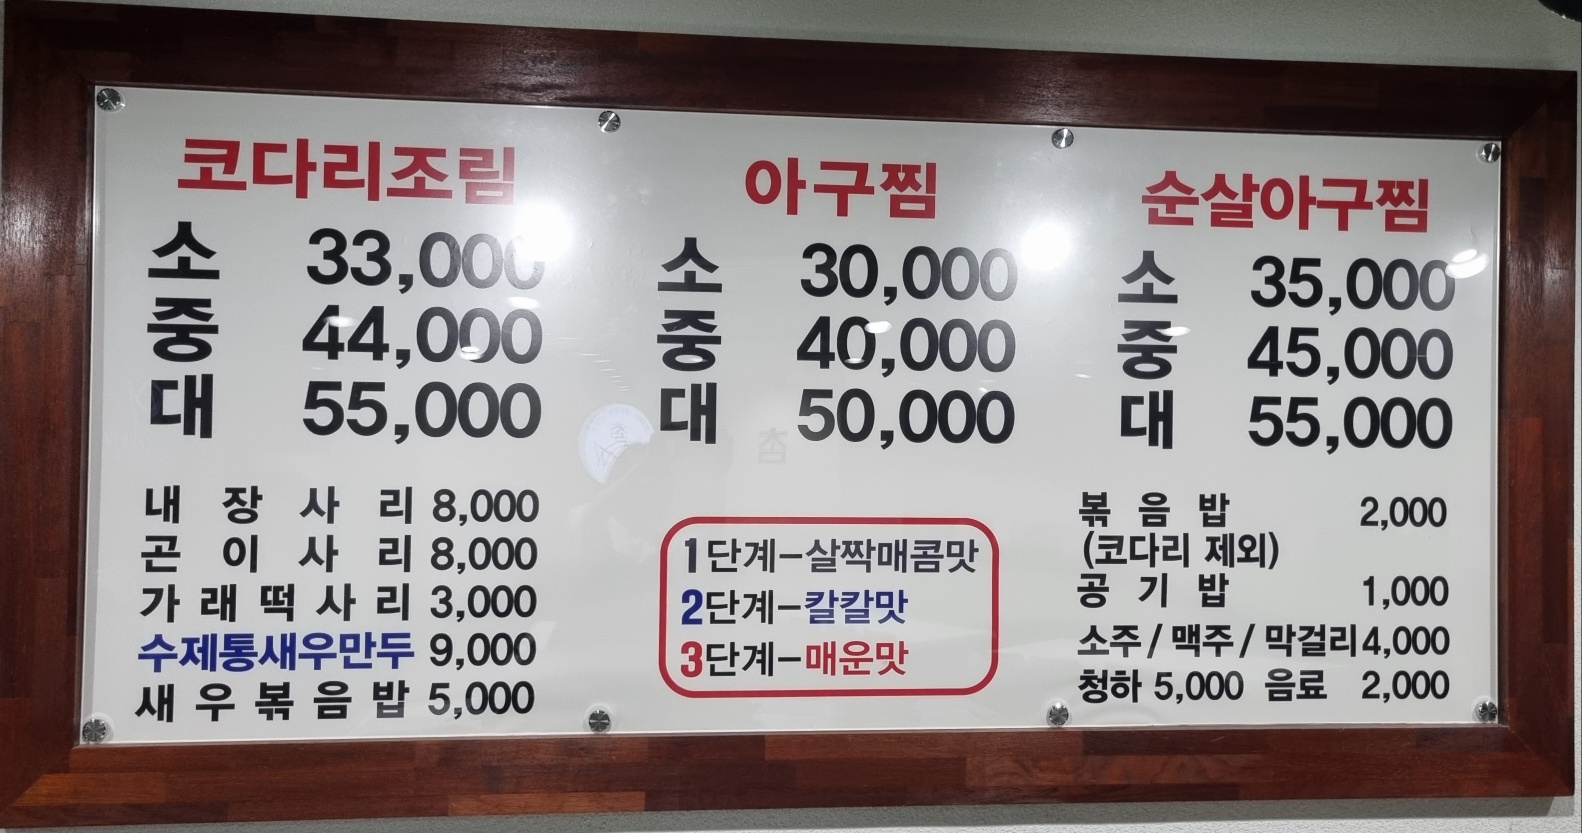 코다리조림
소 33,000
중 44,000
대 55,000
내장사리 8,000
곤이사리 8,000
가래떡사리 3,000
수제통새우만두 9,000
새우볶음밥 5,000
아구찜
소 30,000
중 40,000
대 50,000
1단계-살짝매콤맛
2단계-칼칼맛
3단계-매운맛
순살아구찜
소 35,000
중 45,000
대 55,000
볶음밥 2,000
(코다리 제외)
공기밥 1,000
소주 / 맥주 / 막걸리 4,000
청하 5,000 음료 2,000